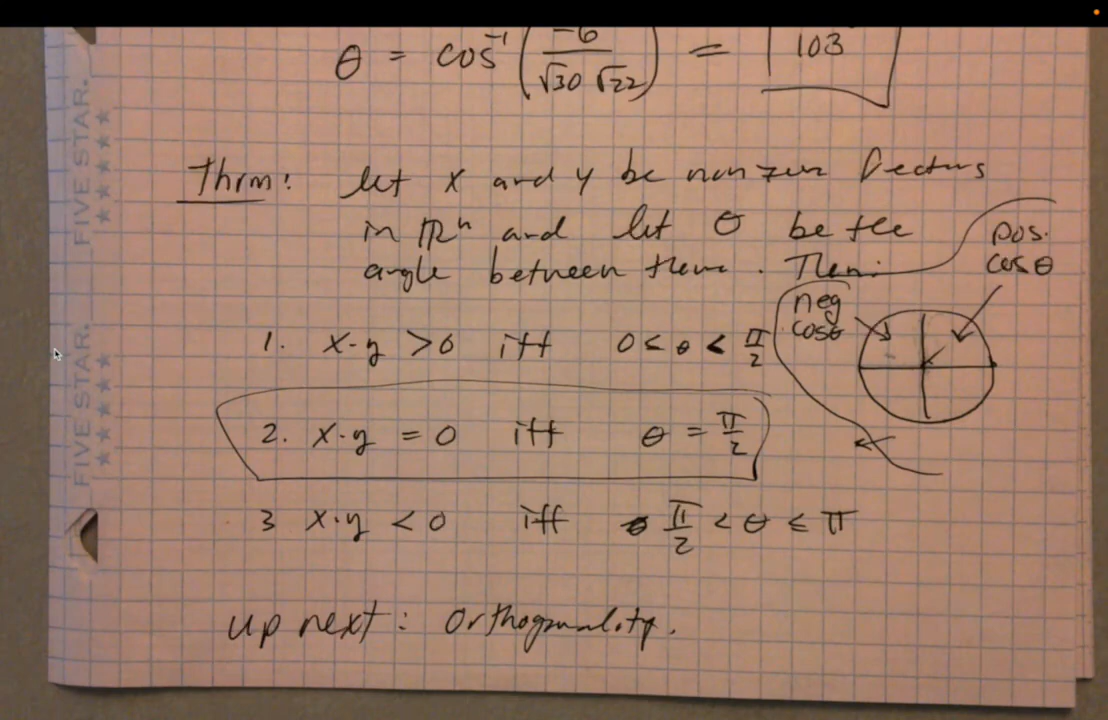 θ = cos⁻¹ ( -6 / √30 √22 ) = 103
Thrm: let x and y be nonzero vectors
in ℝⁿ and let θ be the
angle between them. Then:
pos.
cos θ
neg
cosθ
1. x·y > 0 iff 0 ≤ θ < π/2
2. x·y = 0 iff θ = π/2
3 x·y < 0 iff π/2 < θ ≤ π
up next: Orthogonality.
FIVE STAR.
FIVE STAR.